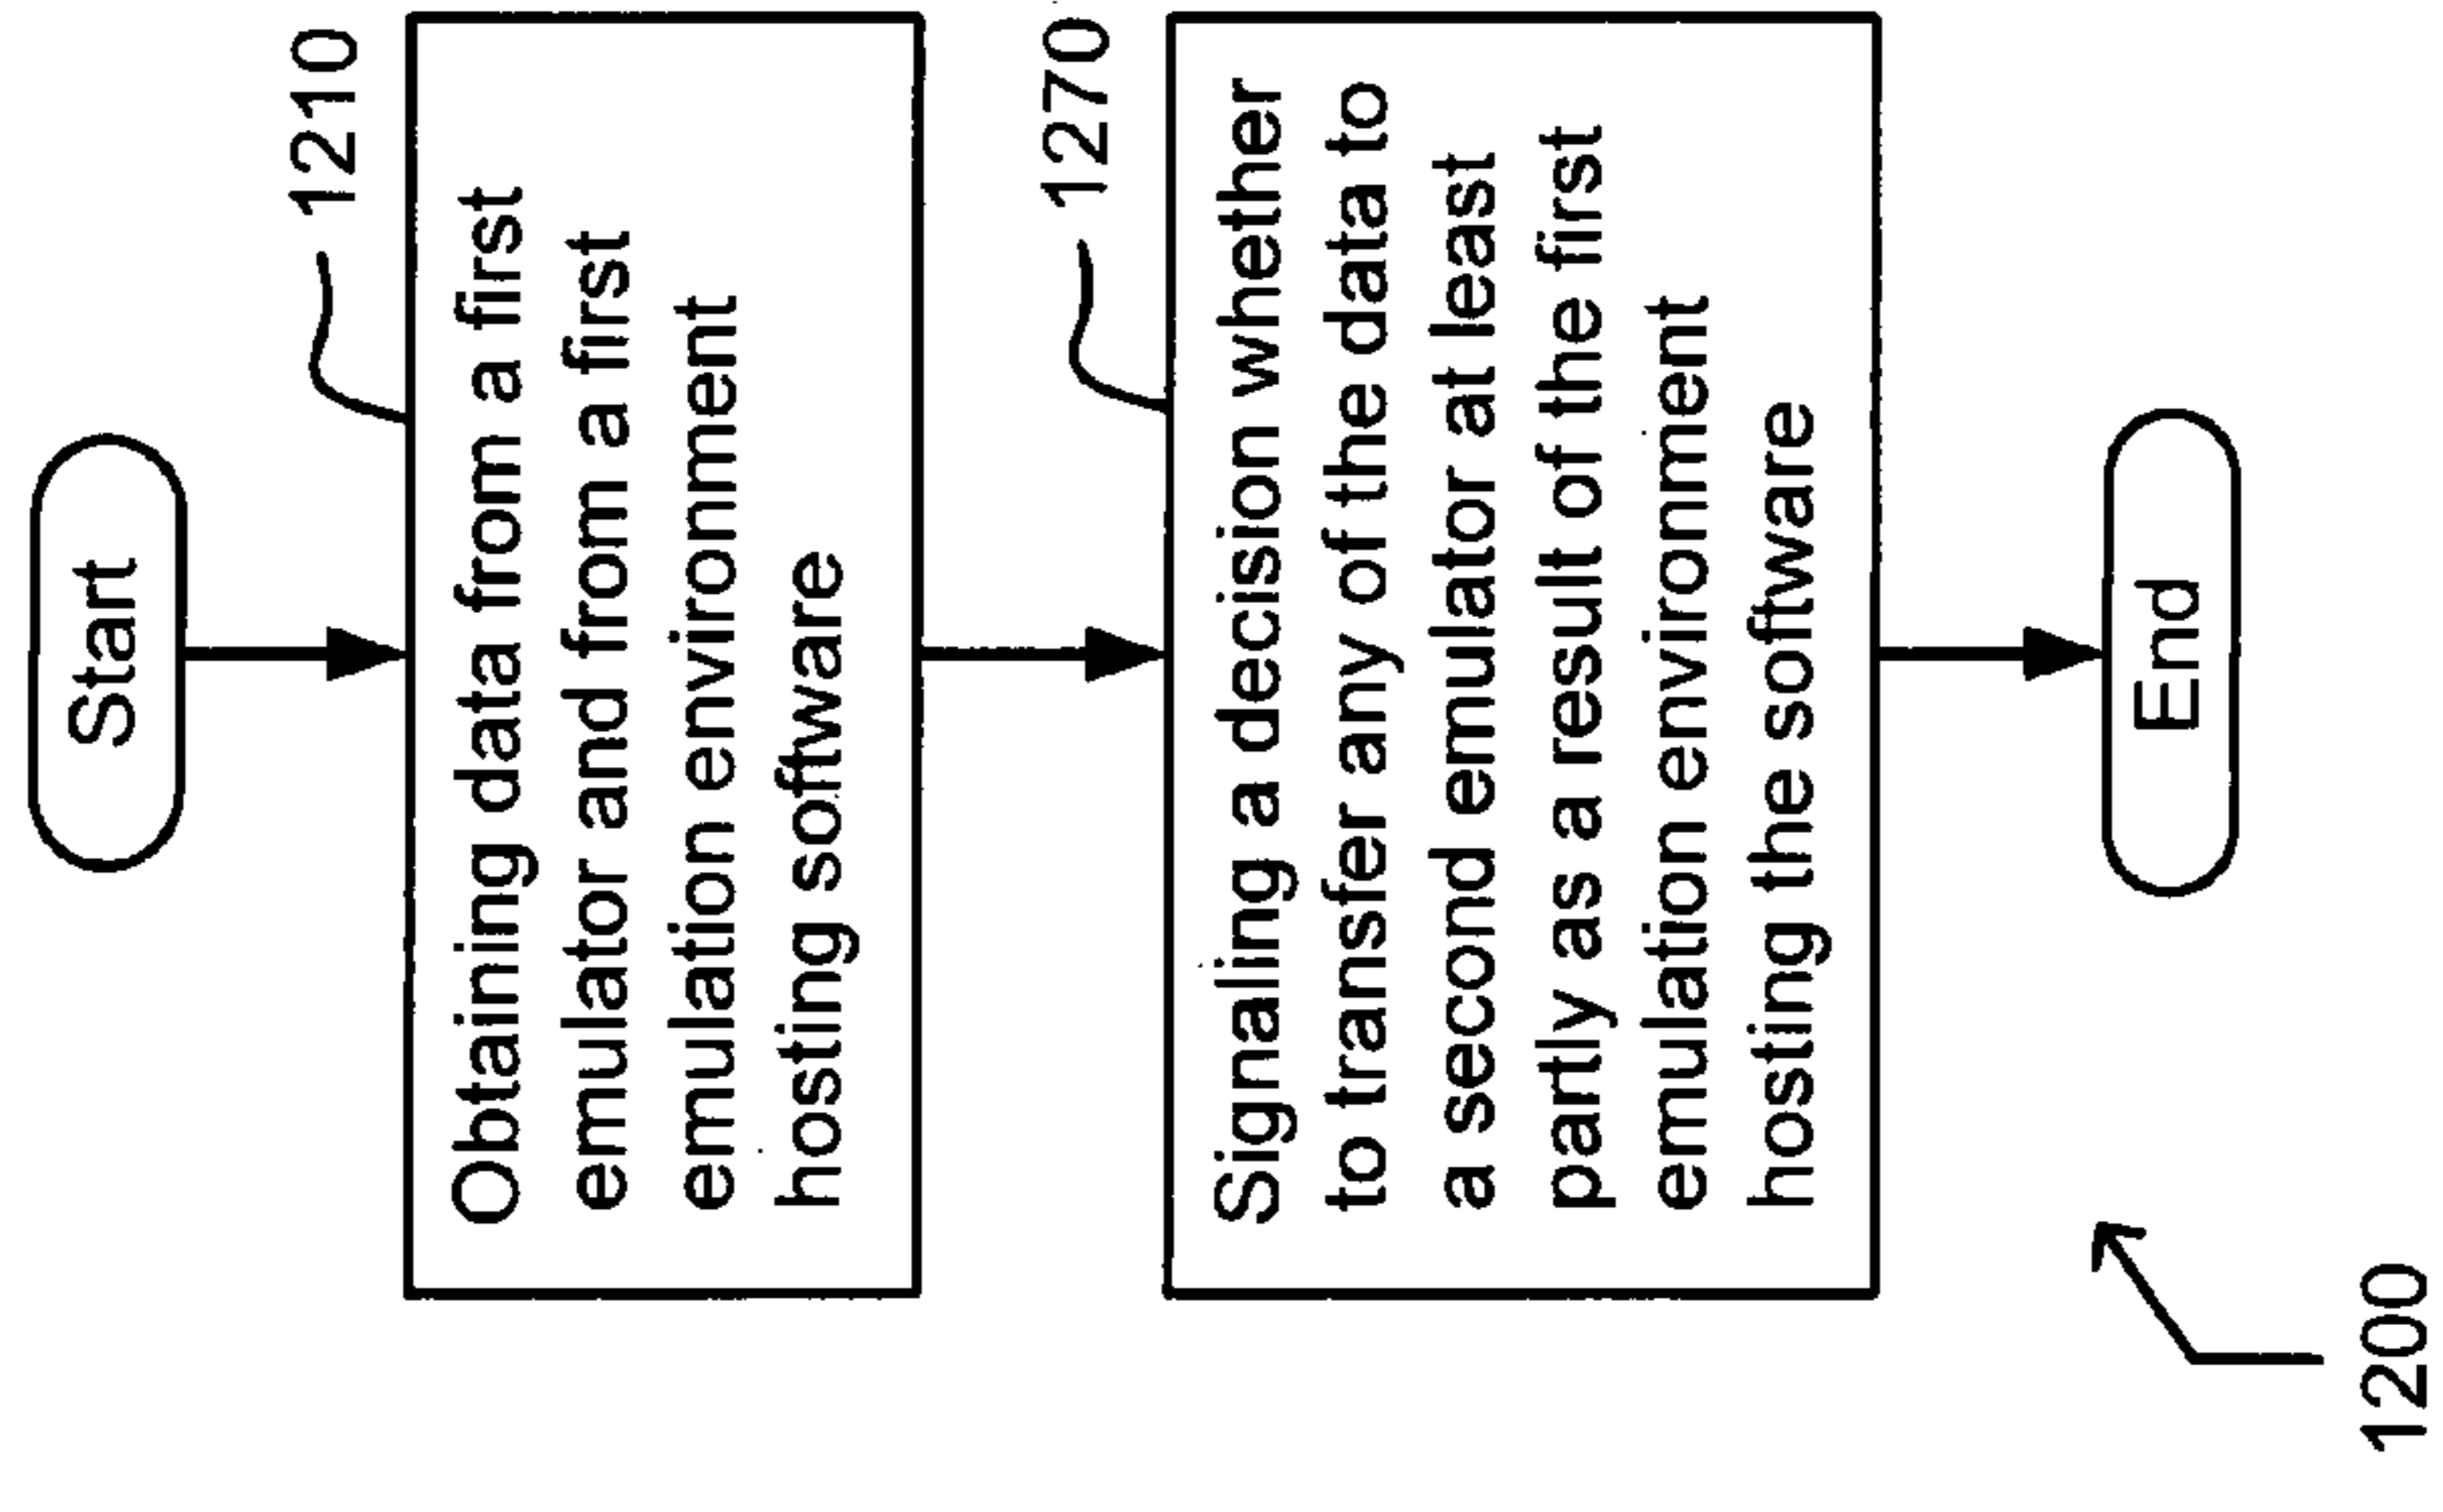 Start
1210
Obtaining data from a first
emulator and from a first
emulation environment
hosting software
1270
Signaling a decision whether
to transfer any of the data to
a second emulator at least
partly as a result of the first
emulation environment
hosting the software
End
1200